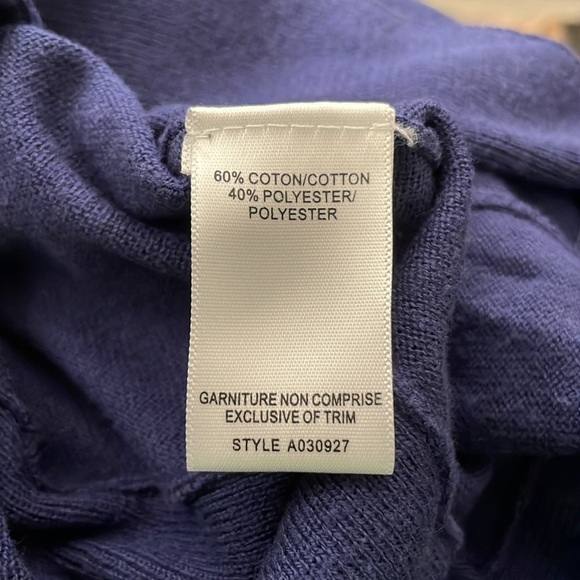 60% COTON/COTTON
40% POLYESTER/
POLYESTER
GARNITURE NON COMPRISE
EXCLUSIVE OF TRIM
STYLE A030927